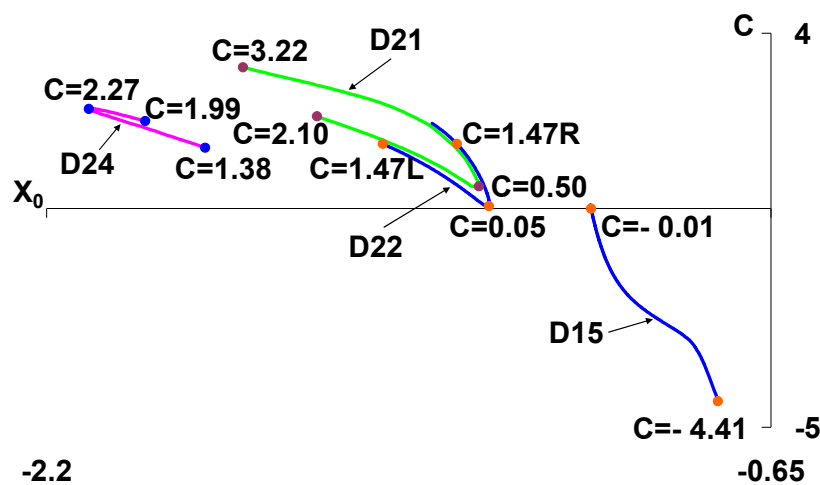 C 4
D21
C=3.22
C=2.27
C=1.99
C=2.10
C=1.47R
D24
C=1.47L
C=1.38
C=0.50
X₀
C=0.05
C=- 0.01
D22
D15
C=- 4.41
-5
-2.2
-0.65